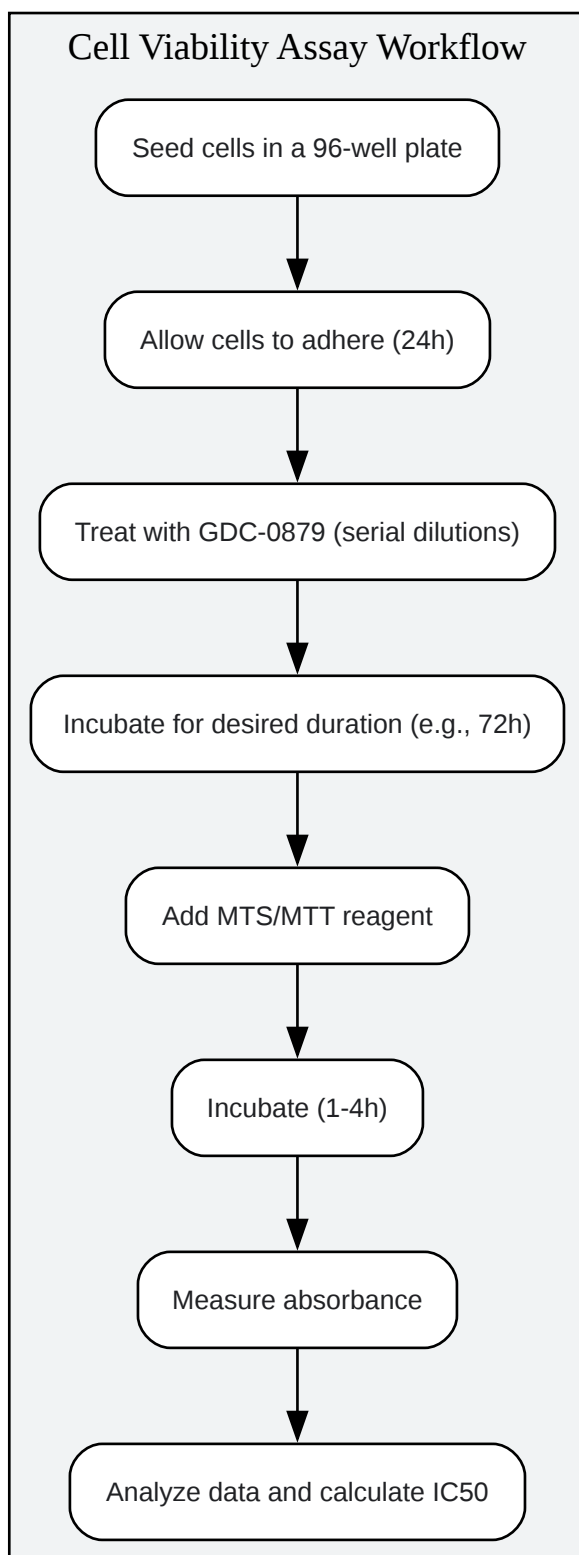 Cell Viability Assay Workflow
Seed cells in a 96-well plate
Allow cells to adhere (24h)
Treat with GDC-0879 (serial dilutions)
Incubate for desired duration (e.g., 72h)
Add MTS/MTT reagent
Incubate (1-4h)
Measure absorbance
Analyze data and calculate IC50